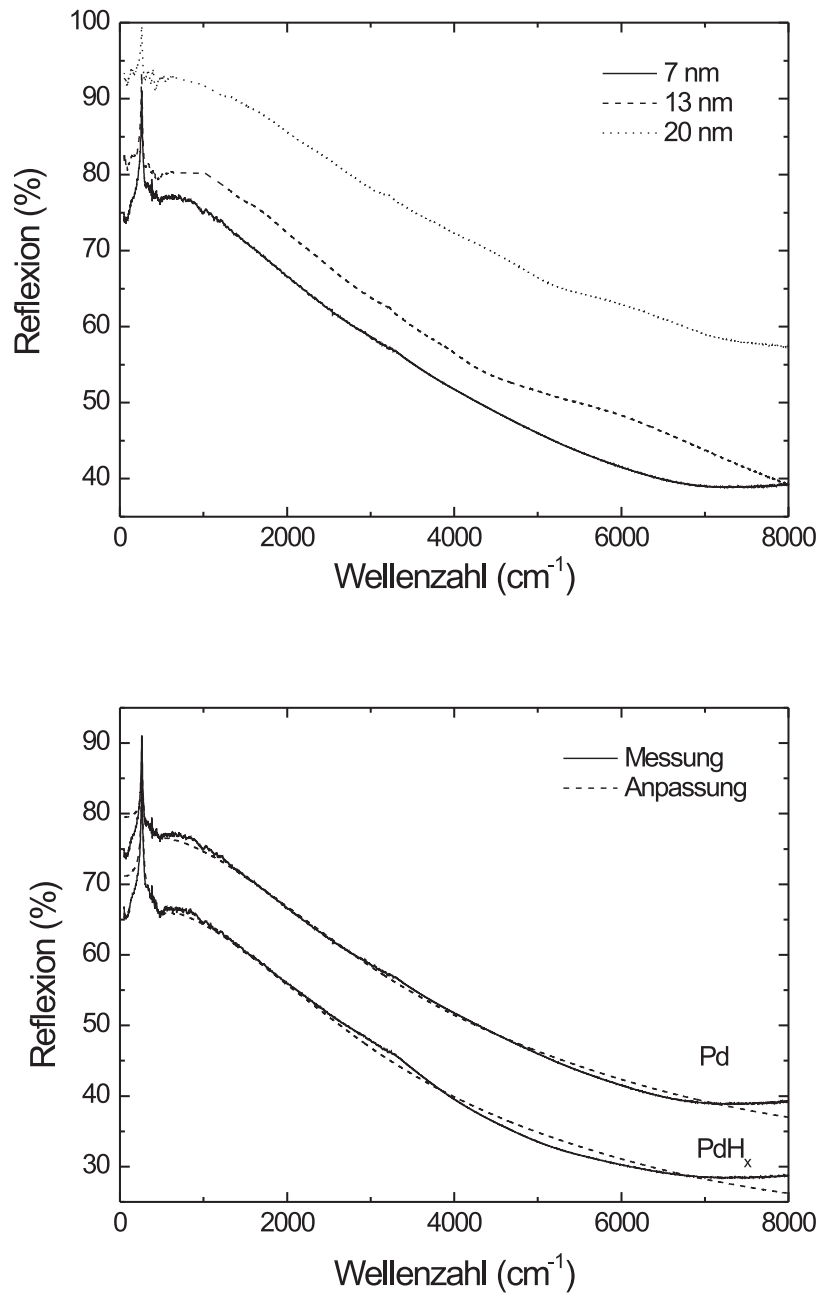 100
90
80
70
60
50
40
Reflexion (%)
7 nm
13 nm
20 nm
0 2000 4000 6000 8000
Wellenzahl (cm⁻¹)
90
80
70
60
50
40
30
Reflexion (%)
Messung
Anpassung
Pd
PdHₓ
0 2000 4000 6000 8000
Wellenzahl (cm⁻¹)